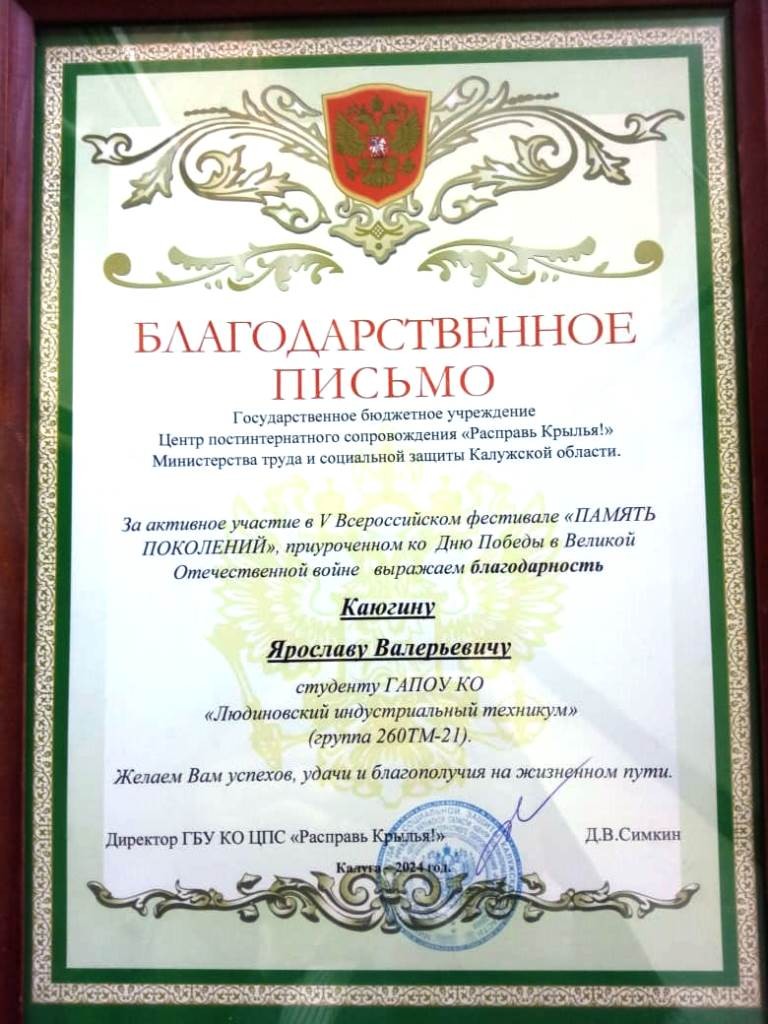 БЛАГОДАРСТВЕННОЕ
ПИСЬМО
Государственное бюджетное учреждение
Центр постинтернатного сопровождения «Расправь Крылья!»
Министерства труда и социальной защиты Калужской области.
За активное участие в V Всероссийском фестивале «ПАМЯТЬ
ПОКОЛЕНИЙ», приуроченном ко Дню Победы в Великой
Отечественной войне выражаем благодарность
Каюгину
Ярославу Валерьевичу
студенту ГАПОУ КО
«Людиновский индустриальный техникум»
(группа 260ТМ-21).
Желаем Вам успехов, удачи и благополучия на жизненном пути.
Директор ГБУ КО ЦПС «Расправь Крылья!»
Д.В.Симкин
Калуга – 2024 год.